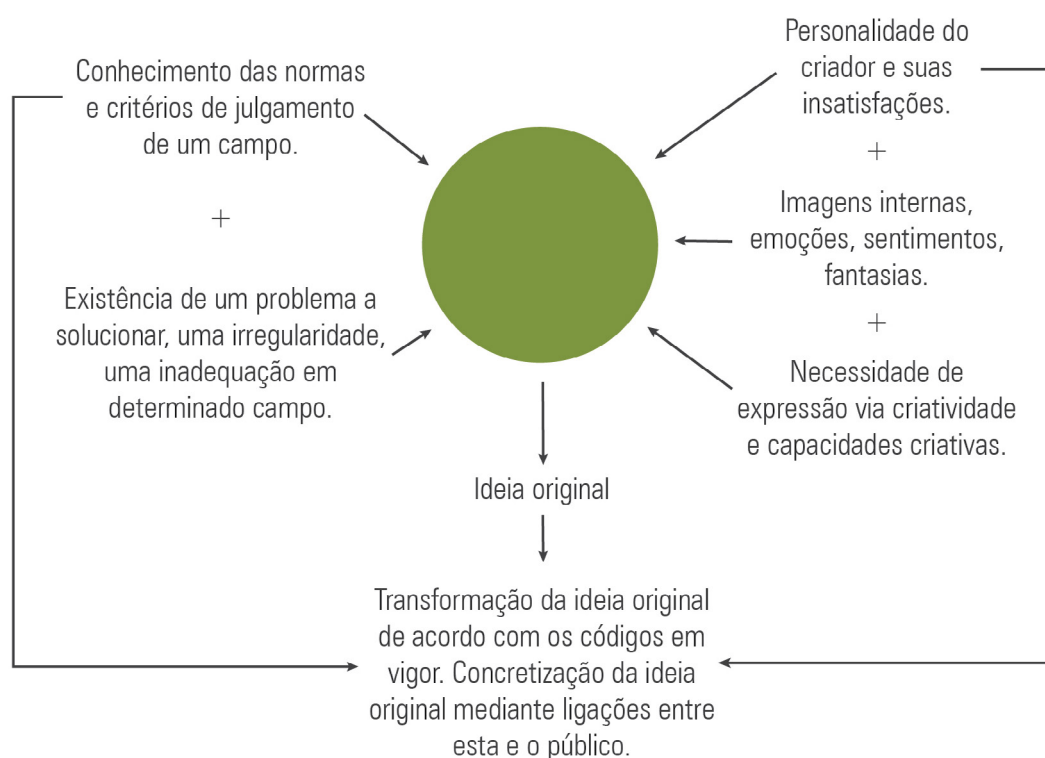 Conhecimento das normas
e critérios de julgamento
de um campo.
+
Existência de um problema a
solucionar, uma irregularidade,
uma inadequação em
determinado campo.
Personalidade do
criador e suas
insatisfações.
+
Imagens internas,
emoções, sentimentos,
fantasias.
+
Necessidade de
expressão via criatividade
e capacidades criativas.
Ideia original
Transformação da ideia original
de acordo com os códigos em
vigor. Concretização da ideia
original mediante ligações entre
esta e o público.